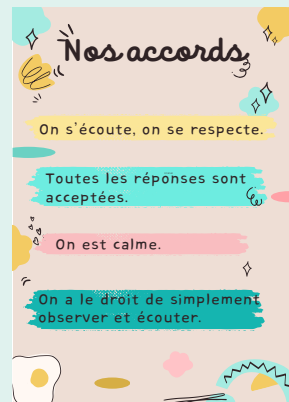 Nos accords
On s'écoute, on se respecte.
Toutes les réponses sont
acceptées.
On est calme.
On a le droit de simplement
observer et écouter.